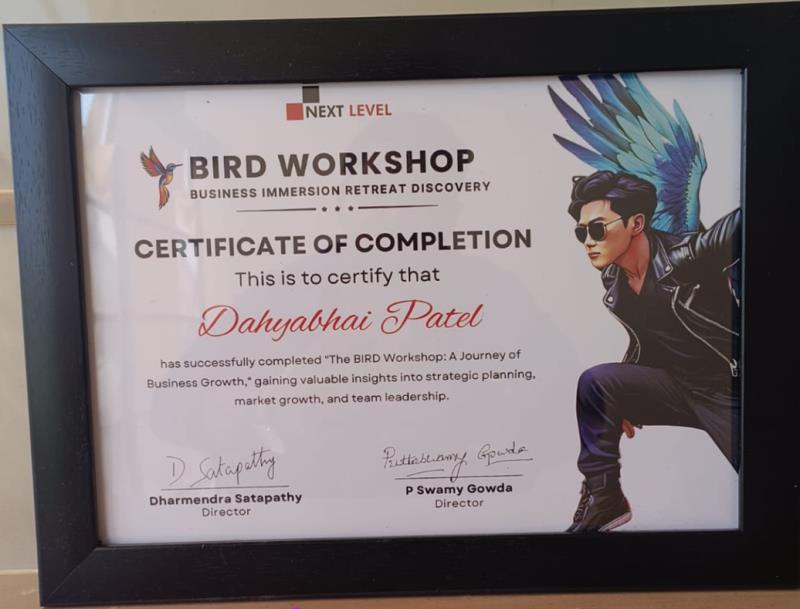 NEXT LEVEL
BIRD WORKSHOP
BUSINESS IMMERSION RETREAT DISCOVERY
CERTIFICATE OF COMPLETION
This is to certify that
Dahyabhai Patel
has successfully completed "The BIRD Workshop: A Journey of
Business Growth," gaining valuable insights into strategic planning,
market growth, and team leadership.
D Satapathy
Dharmendra Satapathy
Director
Puttaswamy Gowda
P Swamy Gowda
Director